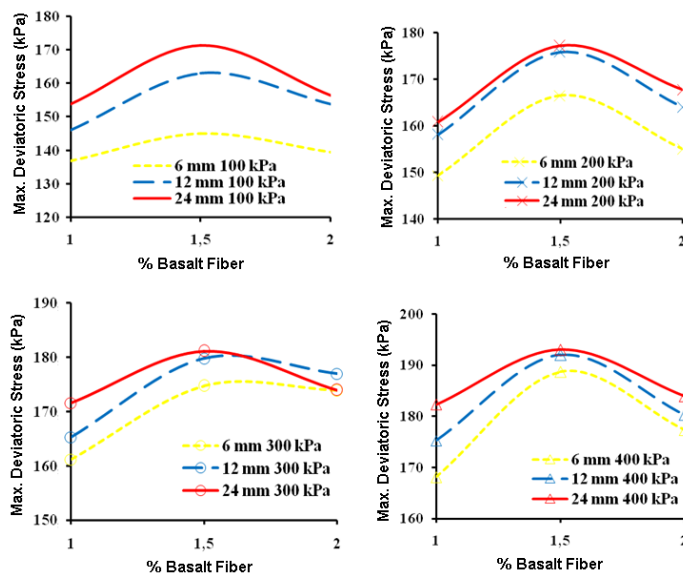 Max. Deviatoric Stress (kPa)
180
170
160
150
140
130
120
6 mm 100 kPa
12 mm 100 kPa
24 mm 100 kPa
1
1,5
2
% Basalt Fiber
Max. Deviatoric Stress (kPa)
180
170
160
150
140
6 mm 200 kPa
12 mm 200 kPa
24 mm 200 kPa
1
1,5
2
% Basalt Fiber
Max. Deviatoric Stress (kPa)
190
180
170
160
150
6 mm 300 kPa
12 mm 300 kPa
24 mm 300 kPa
1
1,5
2
% Basalt Fiber
Max. Deviatoric Stress (kPa)
200
190
180
170
160
6 mm 400 kPa
12 mm 400 kPa
24 mm 400 kPa
1
1,5
2
% Basalt Fiber